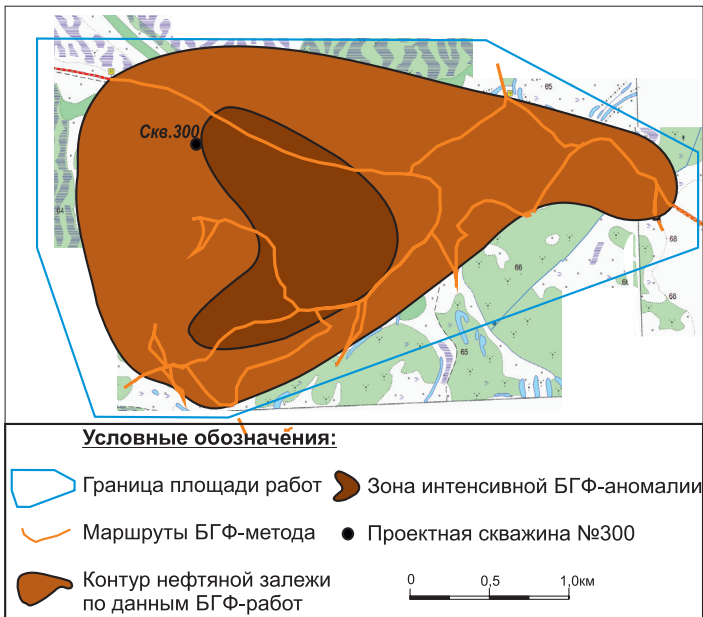 65
Скв.300
64
68
66
68
68
65
Условные обозначения:
Граница площади работ
Зона интенсивной БГФ-аномалии
Маршруты БГФ-метода
Проектная скважина №300
Контур нефтяной залежи
по данным БГФ-работ
0 0,5 1,0км